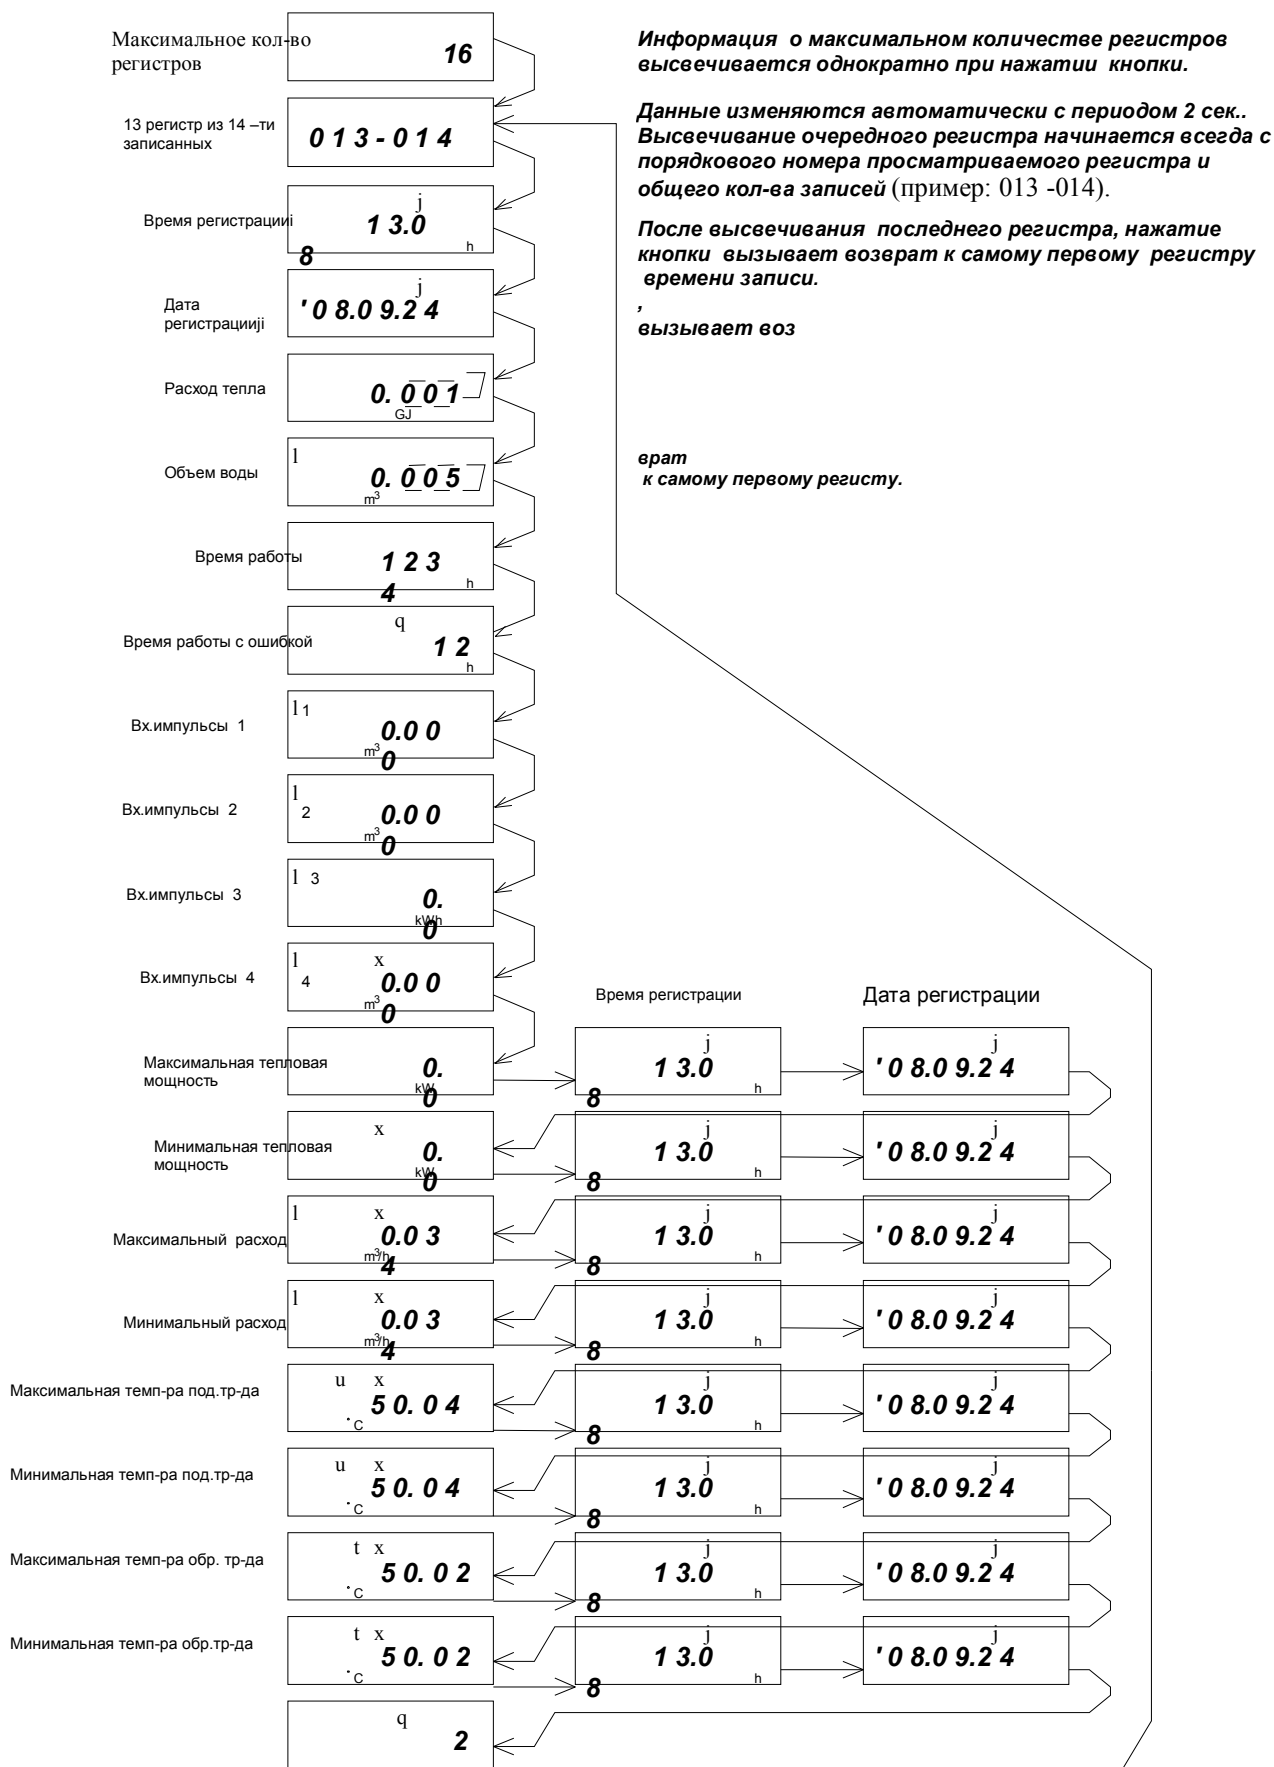 Максимальное кол-во
регистров
16
Информация о максимальном количестве регистров
высвечивается однократно при нажатии кнопки.
13 регистр из 14 –ти
записанных
0 1 3 - 0 1 4
Данные изменяются автоматически с периодом 2 сек..
Высвечивание очередного регистра начинается всегда с
порядкового номера просматриваемого регистра и
общего кол-ва записей (пример: 013 -014).
Время регистрацииi
j
1 3.0
8
h
После высвечивания последнего регистра, нажатие
кнопки вызывает возврат к самому первому регистру
времени записи.
,
вызывает воз
Дата
регистрацииji
j
' 0 8.0 9.2 4
Расход тепла
0. 0 0 1
GJ
Объем воды
l
0. 0 0 5
m³
врат
к самому первому регисту.
Время работы
1 2 3
4
h
Время работы с ошибкой
q
1 2
h
Вх.импульсы 1
l 1
0.0 0
0
m³
Вх.импульсы 2
l
2
0.0 0
0
m³
Вх.импульсы 3
l 3
0.
0
kWh
Вх.импульсы 4
l x
4
0.0 0
0
m³
Время регистрации
Дата регистрации
Максимальная тепловая
мощность
0.
0
kW
j
1 3.0
8
h
j
' 0 8.0 9.2 4
Минимальная тепловая
мощность
x
0.
0
kW
j
1 3.0
8
h
j
' 0 8.0 9.2 4
Максимальный расход
l x
0.0 3
4
m³/h
j
1 3.0
8
h
j
' 0 8.0 9.2 4
Минимальный расход
l x
0.0 3
4
m³/h
j
1 3.0
8
h
j
' 0 8.0 9.2 4
Максимальная темп-ра под.тр-да
u x
5 0. 0 4
°C
j
1 3.0
8
h
j
' 0 8.0 9.2 4
Минимальная темп-ра под.тр-да
u x
5 0. 0 4
°C
j
1 3.0
8
h
j
' 0 8.0 9.2 4
Максимальная темп-ра обр. тр-да
t x
5 0. 0 2
°C
j
1 3.0
8
h
j
' 0 8.0 9.2 4
Минимальная темп-ра обр.тр-да
t x
5 0. 0 2
°C
j
1 3.0
8
h
j
' 0 8.0 9.2 4
q
2